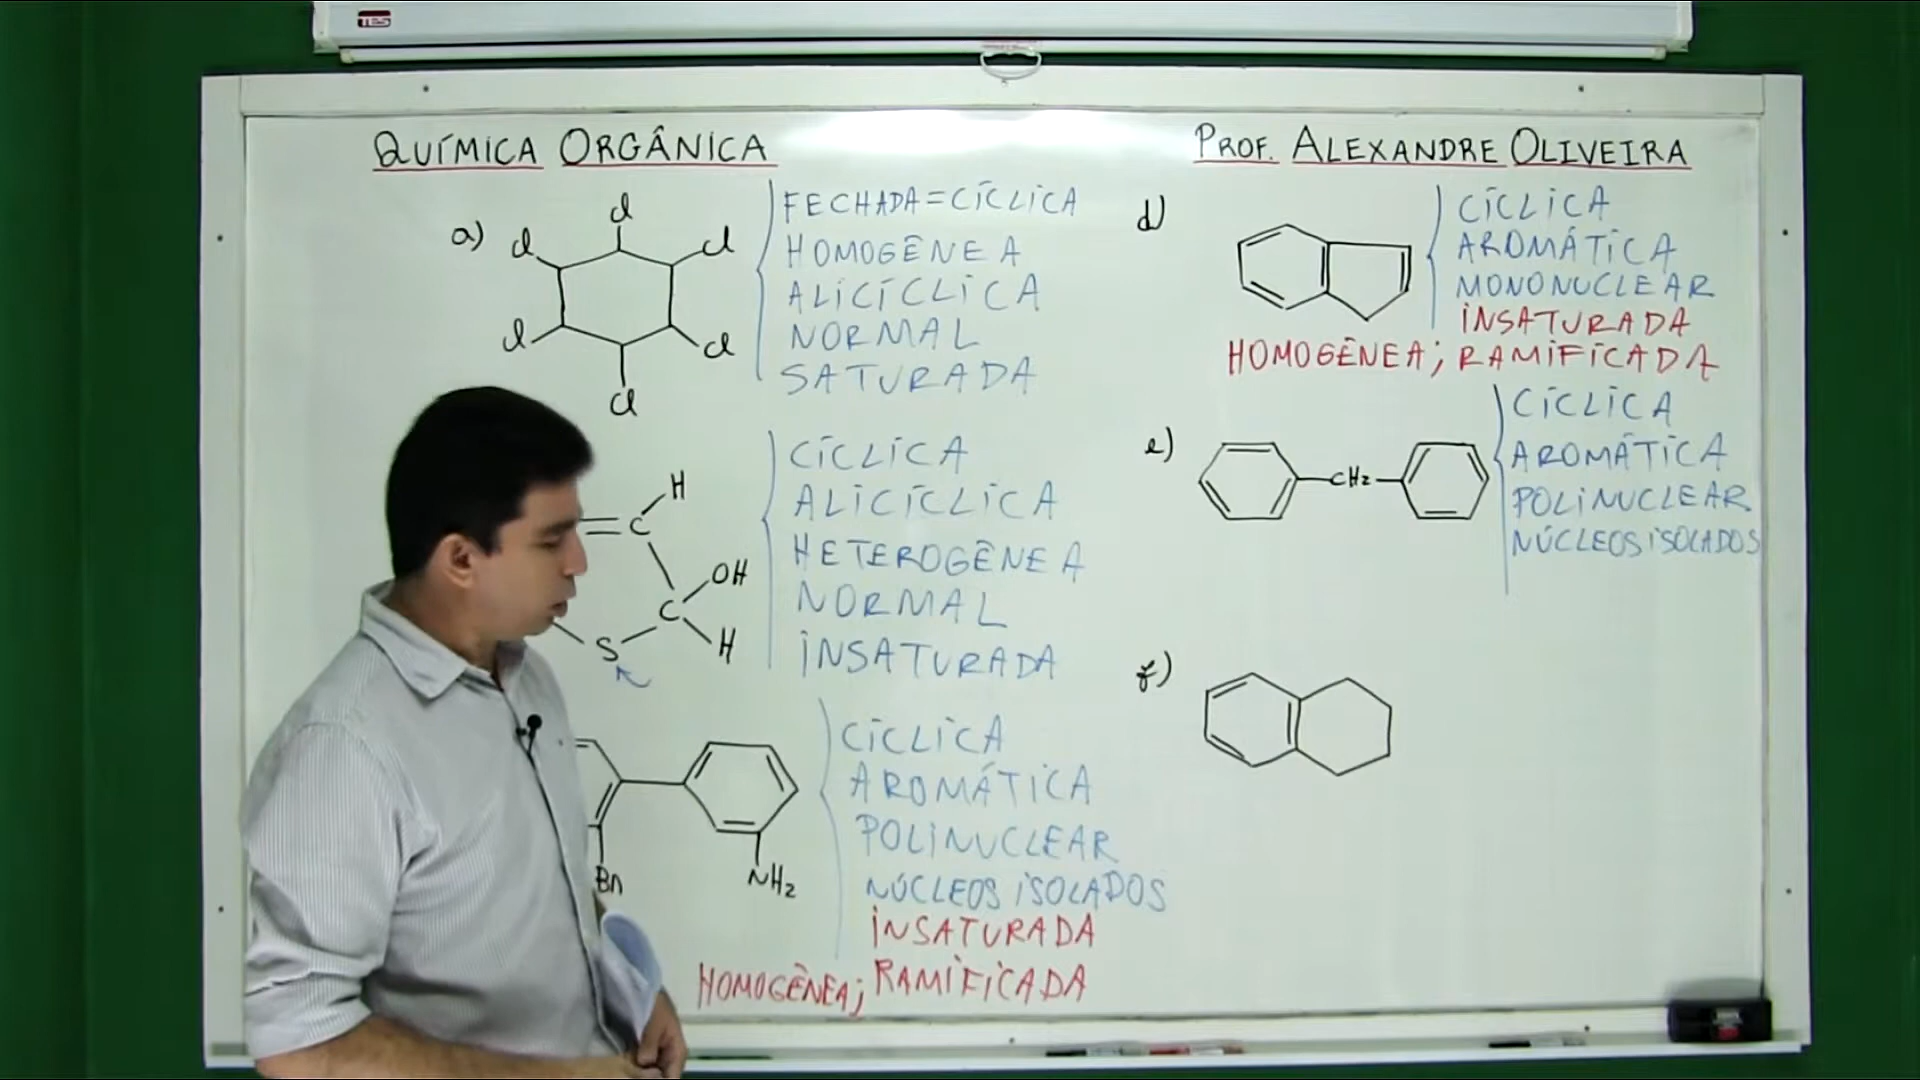 TES
QUÍMICA ORGÂNICA
PROF. ALEXANDRE OLIVEIRA
a)
Cl
Cl
Cl
Cl
Cl
Cl
FECHADA=CÍCLICA
HOMOGÊNEA
ALICÍCLICA
NORMAL
SATURADA
H
C
OH
C
H
S
CÍCLICA
ALICÍCLICA
HETEROGÊNEA
NORMAL
INSATURADA
Br
NH2
CÍCLICA
AROMÁTICA
POLINUCLEAR
NÚCLEOS ISOLADOS
INSATURADA
HOMOGÊNEA; RAMIFICADA
d)
CÍCLICA
AROMÁTICA
MONONUCLEAR
INSATURADA
HOMOGÊNEA; RAMIFICADA
e)
CH2
CÍCLICA
AROMÁTICA
POLINUCLEAR
NÚCLEOS ISOLADOS
f)